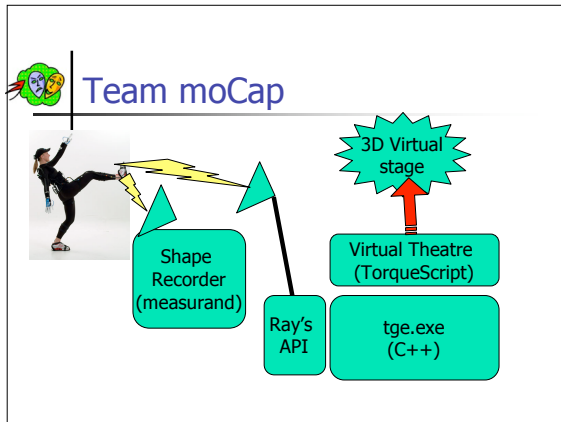 Team moCap
3D Virtual
stage
Shape
Recorder
(measurand)
Virtual Theatre
(TorqueScript)
Ray's
API
tge.exe
(C++)